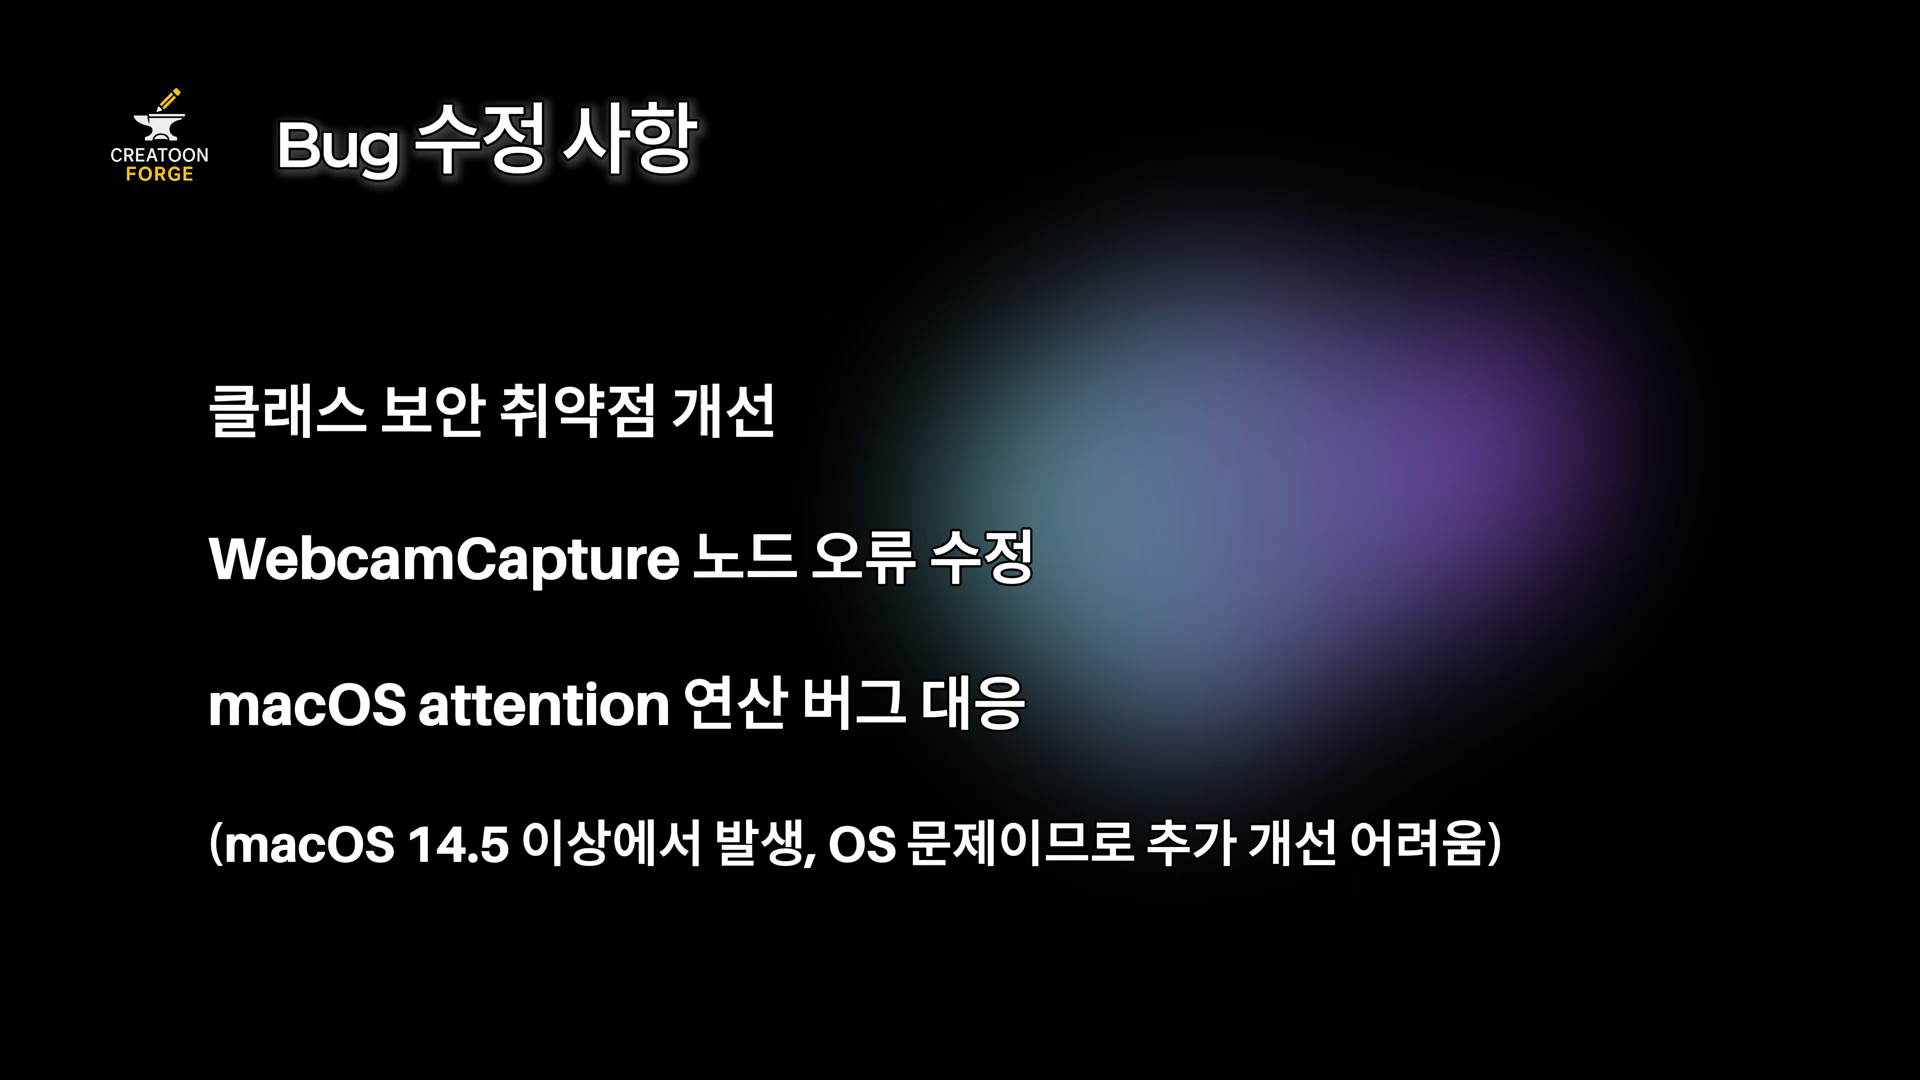 CREATOON
FORGE
Bug 수정 사항
클래스 보안 취약점 개선
WebcamCapture 노드 오류 수정
macOS attention 연산 버그 대응
(macOS 14.5 이상에서 발생, OS 문제이므로 추가 개선 어려움)